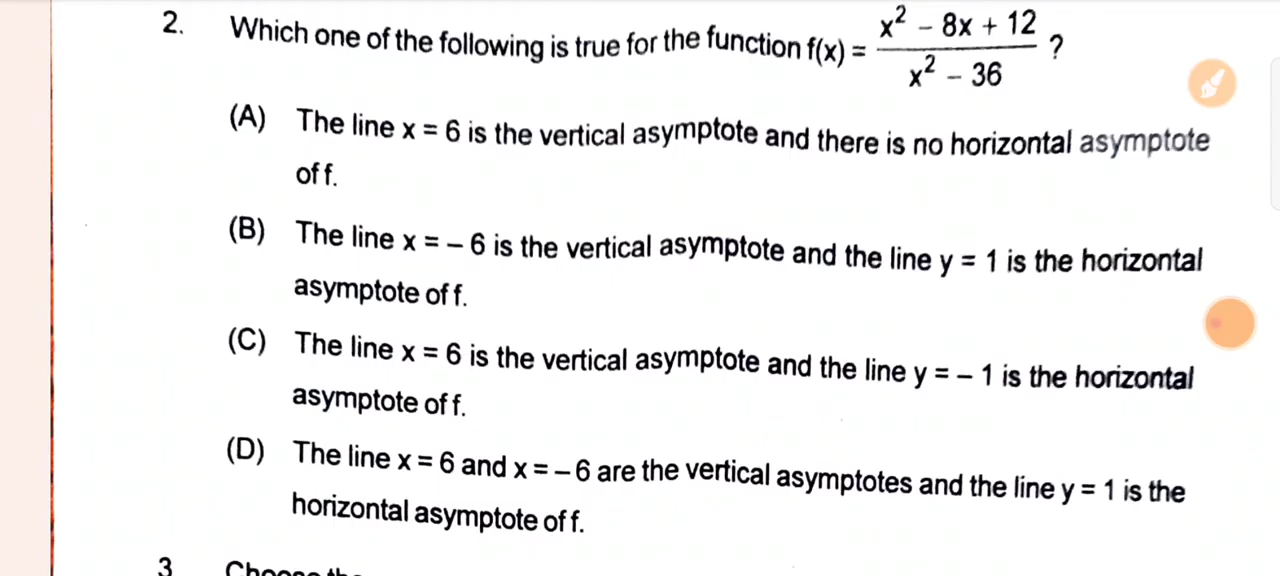 2. Which one of the following is true for the function f(x) = (x² – 8x + 12) / (x² – 36) ?
(A) The line x = 6 is the vertical asymptote and there is no horizontal asymptote
of f.
(B) The line x = – 6 is the vertical asymptote and the line y = 1 is the horizontal
asymptote of f.
(C) The line x = 6 is the vertical asymptote and the line y = – 1 is the horizontal
asymptote of f.
(D) The line x = 6 and x = – 6 are the vertical asymptotes and the line y = 1 is the
horizontal asymptote of f.
3 Choose the